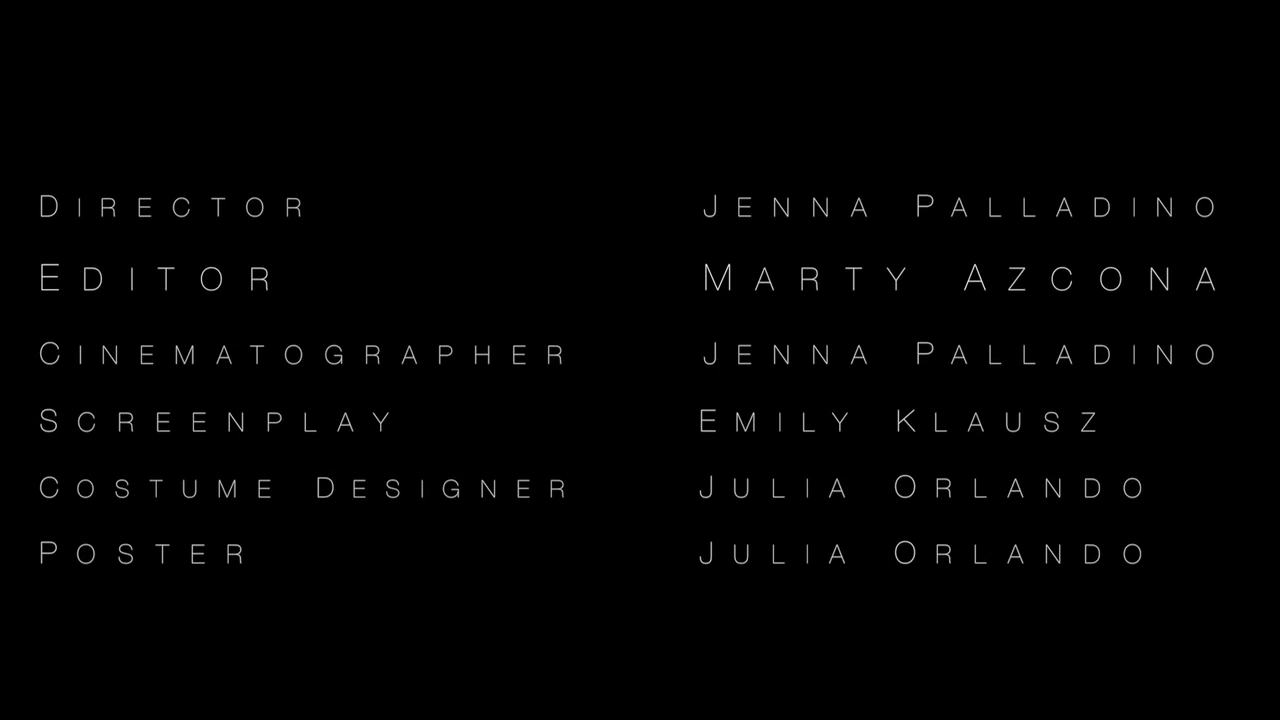 Director Jenna Palladino
Editor Marty Azcona
Cinematographer Jenna Palladino
Screenplay Emily Klausz
Costume Designer Julia Orlando
Poster Julia Orlando